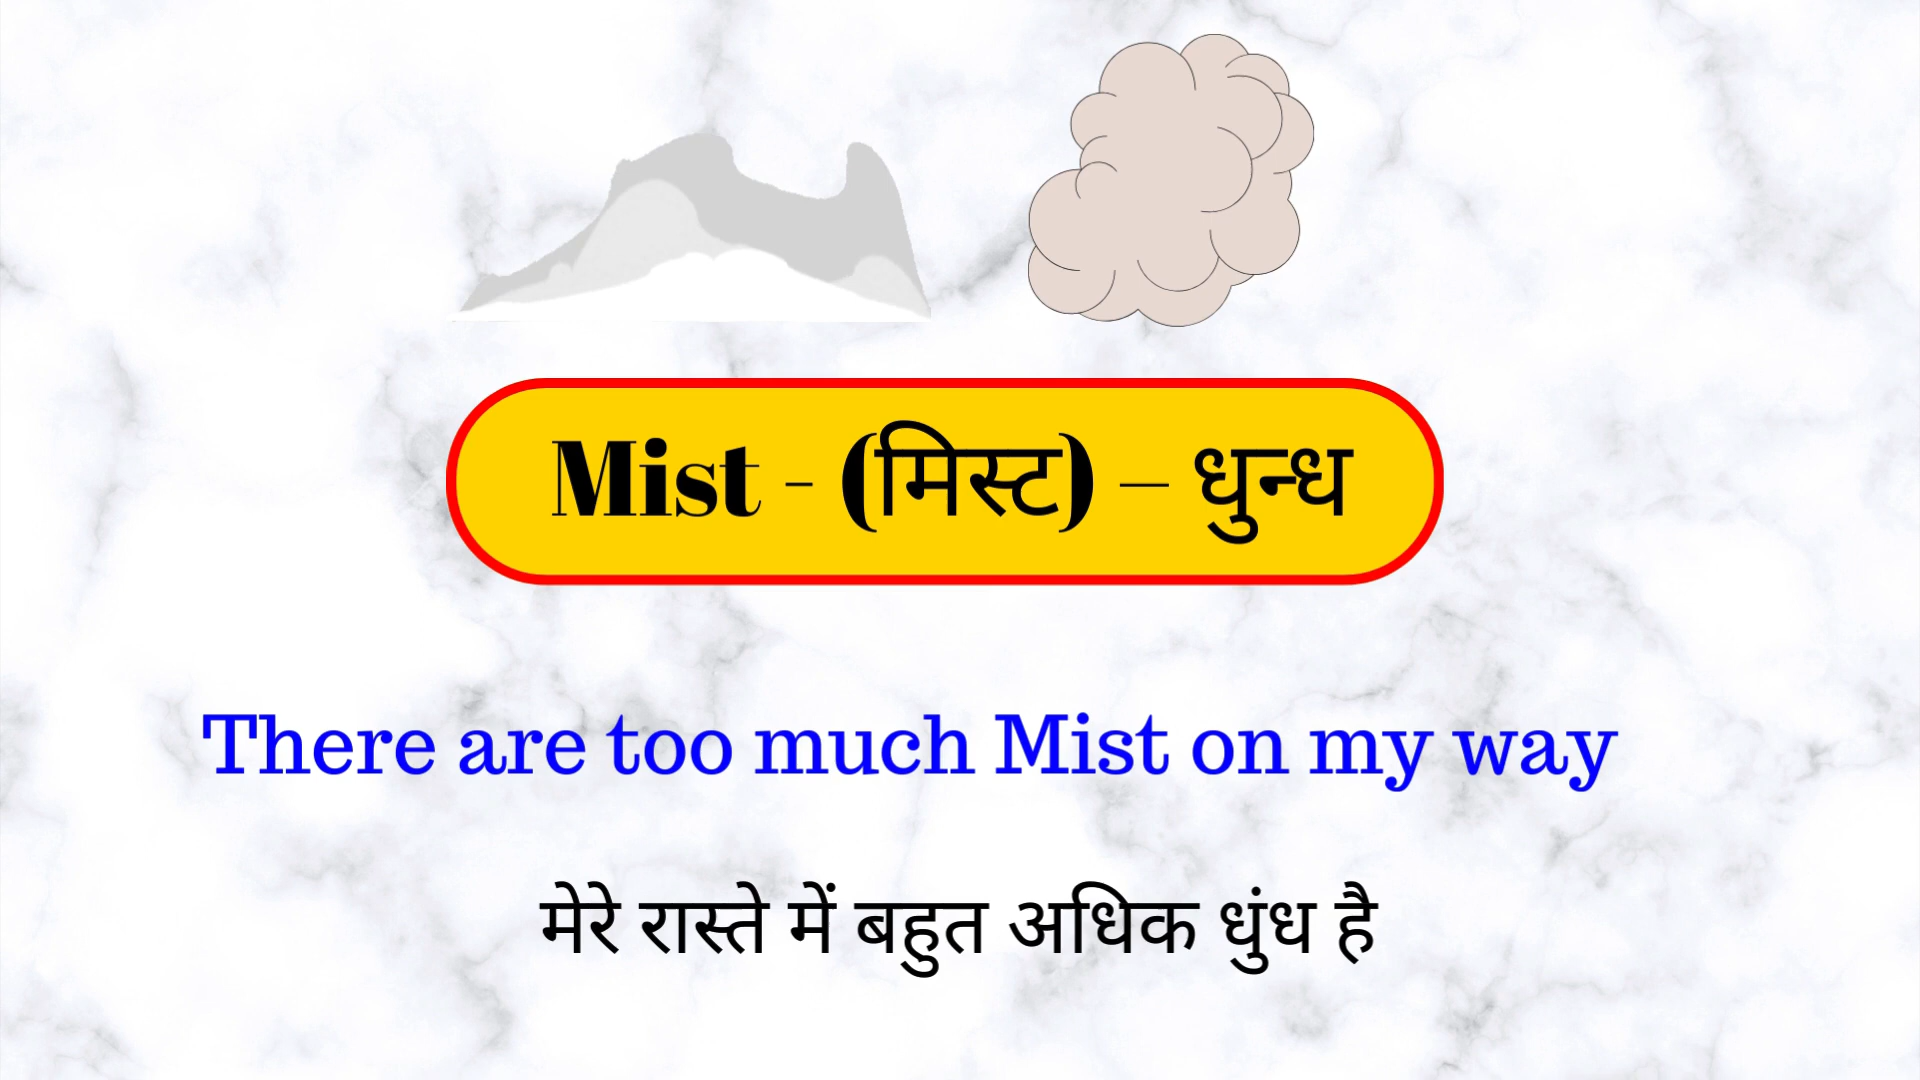 Mist - (मिस्ट) – धुन्ध
There are too much Mist on my way
मेरे रास्ते में बहुत अधिक धुंध है